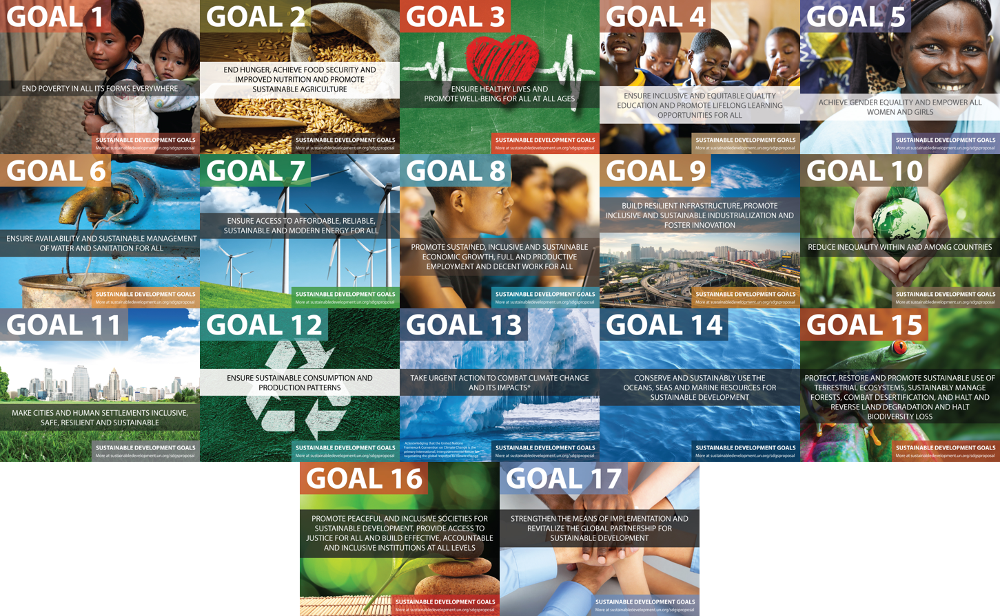 GOAL 1
END POVERTY IN ALL ITS FORMS EVERYWHERE
SUSTAINABLE DEVELOPMENT GOALS
More at sustainabledevelopment.un.org/sdgsproposal
GOAL 2
END HUNGER, ACHIEVE FOOD SECURITY AND
IMPROVED NUTRITION AND PROMOTE
SUSTAINABLE AGRICULTURE
SUSTAINABLE DEVELOPMENT GOALS
More at sustainabledevelopment.un.org/sdgsproposal
GOAL 3
ENSURE HEALTHY LIVES AND
PROMOTE WELL-BEING FOR ALL AT ALL AGES
SUSTAINABLE DEVELOPMENT GOALS
More at sustainabledevelopment.un.org/sdgsproposal
GOAL 4
ENSURE INCLUSIVE AND EQUITABLE QUALITY
EDUCATION AND PROMOTE LIFELONG LEARNING
OPPORTUNITIES FOR ALL
SUSTAINABLE DEVELOPMENT GOALS
More at sustainabledevelopment.un.org/sdgsproposal
GOAL 5
ACHIEVE GENDER EQUALITY AND EMPOWER ALL
WOMEN AND GIRLS
SUSTAINABLE DEVELOPMENT GOALS
More at sustainabledevelopment.un.org/sdgsproposal
GOAL 6
ENSURE AVAILABILITY AND SUSTAINABLE MANAGEMENT
OF WATER AND SANITATION FOR ALL
SUSTAINABLE DEVELOPMENT GOALS
More at sustainabledevelopment.un.org/sdgsproposal
GOAL 7
ENSURE ACCESS TO AFFORDABLE, RELIABLE,
SUSTAINABLE AND MODERN ENERGY FOR ALL
SUSTAINABLE DEVELOPMENT GOALS
More at sustainabledevelopment.un.org/sdgsproposal
GOAL 8
PROMOTE SUSTAINED, INCLUSIVE AND SUSTAINABLE
ECONOMIC GROWTH, FULL AND PRODUCTIVE
EMPLOYMENT AND DECENT WORK FOR ALL
SUSTAINABLE DEVELOPMENT GOALS
More at sustainabledevelopment.un.org/sdgsproposal
GOAL 9
BUILD RESILIENT INFRASTRUCTURE, PROMOTE
INCLUSIVE AND SUSTAINABLE INDUSTRIALIZATION AND
FOSTER INNOVATION
SUSTAINABLE DEVELOPMENT GOALS
More at sustainabledevelopment.un.org/sdgsproposal
GOAL 10
REDUCE INEQUALITY WITHIN AND AMONG COUNTRIES
SUSTAINABLE DEVELOPMENT GOALS
More at sustainabledevelopment.un.org/sdgsproposal
GOAL 11
MAKE CITIES AND HUMAN SETTLEMENTS INCLUSIVE,
SAFE, RESILIENT AND SUSTAINABLE
SUSTAINABLE DEVELOPMENT GOALS
More at sustainabledevelopment.un.org/sdgsproposal
GOAL 12
ENSURE SUSTAINABLE CONSUMPTION AND
PRODUCTION PATTERNS
SUSTAINABLE DEVELOPMENT GOALS
More at sustainabledevelopment.un.org/sdgsproposal
GOAL 13
TAKE URGENT ACTION TO COMBAT CLIMATE CHANGE
AND ITS IMPACTS*
Acknowledging that the United Nations
Framework Convention on Climate Change is the
primary international, intergovernmental forum for
negotiating the global response to climate change
SUSTAINABLE DEVELOPMENT GOALS
More at sustainabledevelopment.un.org/sdgsproposal
GOAL 14
CONSERVE AND SUSTAINABLY USE THE
OCEANS, SEAS AND MARINE RESOURCES FOR
SUSTAINABLE DEVELOPMENT
SUSTAINABLE DEVELOPMENT GOALS
More at sustainabledevelopment.un.org/sdgsproposal
GOAL 15
PROTECT, RESTORE AND PROMOTE SUSTAINABLE USE OF
TERRESTRIAL ECOSYSTEMS, SUSTAINABLY MANAGE
FORESTS, COMBAT DESERTIFICATION, AND HALT AND
REVERSE LAND DEGRADATION AND HALT
BIODIVERSITY LOSS
SUSTAINABLE DEVELOPMENT GOALS
More at sustainabledevelopment.un.org/sdgsproposal
GOAL 16
PROMOTE PEACEFUL AND INCLUSIVE SOCIETIES FOR
SUSTAINABLE DEVELOPMENT, PROVIDE ACCESS TO
JUSTICE FOR ALL AND BUILD EFFECTIVE, ACCOUNTABLE
AND INCLUSIVE INSTITUTIONS AT ALL LEVELS
SUSTAINABLE DEVELOPMENT GOALS
More at sustainabledevelopment.un.org/sdgsproposal
GOAL 17
STRENGTHEN THE MEANS OF IMPLEMENTATION AND
REVITALIZE THE GLOBAL PARTNERSHIP FOR
SUSTAINABLE DEVELOPMENT
SUSTAINABLE DEVELOPMENT GOALS
More at sustainabledevelopment.un.org/sdgsproposal